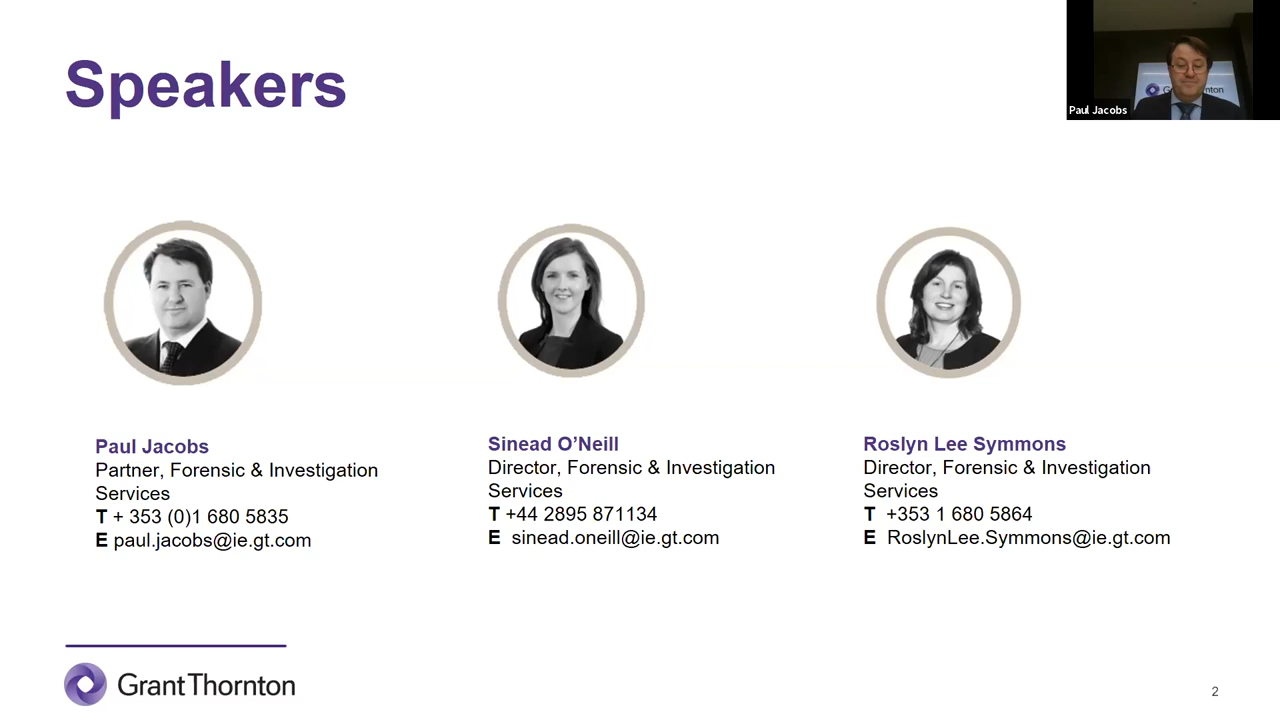 Speakers
Paul Jacobs
Paul Jacobs
Partner, Forensic & Investigation
Services
T + 353 (0)1 680 5835
E paul.jacobs@ie.gt.com
Sinead O’Neill
Director, Forensic & Investigation
Services
T +44 2895 871134
E sinead.oneill@ie.gt.com
Roslyn Lee Symmons
Director, Forensic & Investigation
Services
T +353 1 680 5864
E RoslynLee.Symmons@ie.gt.com
GrantThornton
2